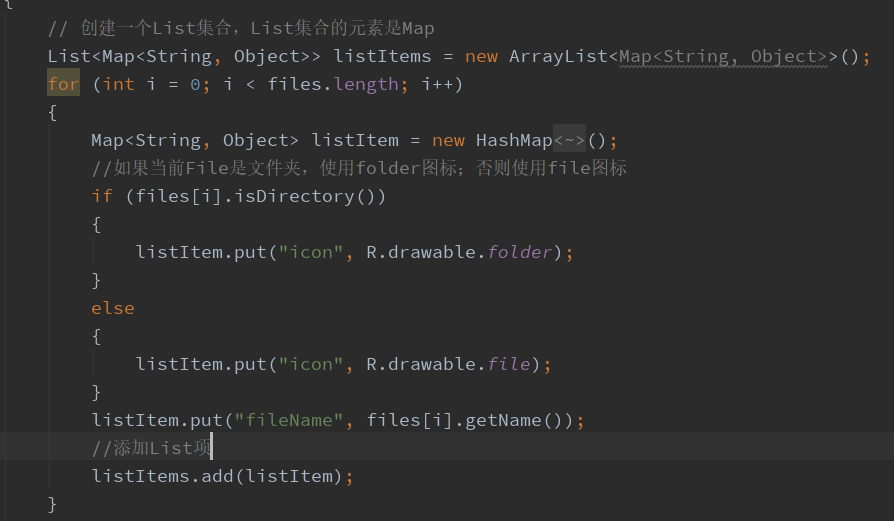 {
// 创建一个List集合，List集合的元素是Map
List<Map<String, Object>> listItems = new ArrayList<Map<String, Object>>();
for (int i = 0; i < files.length; i++)
{
Map<String, Object> listItem = new HashMap<~>();
//如果当前File是文件夹，使用folder图标；否则使用file图标
if (files[i].isDirectory())
{
listItem.put("icon", R.drawable.folder);
}
else
{
listItem.put("icon", R.drawable.file);
}
listItem.put("fileName", files[i].getName());
//添加List项
listItems.add(listItem);
}